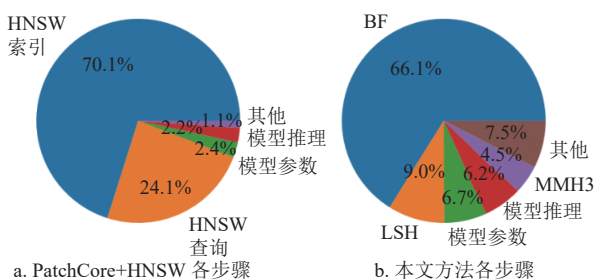 HNSW
索引
70.1%
1.1%
其他
2.2%
模型推理
2.4%
模型参数
24.1%
HNSW
查询
a. PatchCore+HNSW 各步骤
BF
66.1%
7.5%
其他
4.5%
MMH3
9.0%
6.2%
模型推理
6.7%
LSH
模型参数
b. 本文方法各步骤